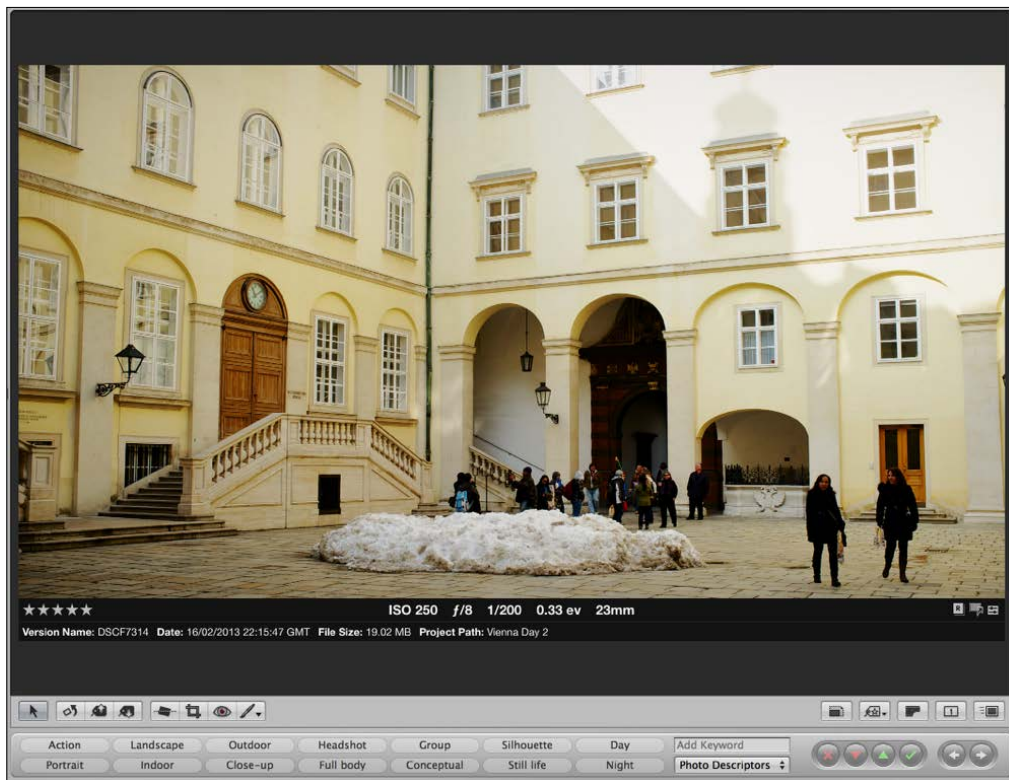 ISO 250 ƒ/8 1/200 0.33 ev 23mm
Version Name: DSCF7314 Date: 16/02/2013 22:15:47 GMT File Size: 19.02 MB Project Path: Vienna Day 2
1
Action Landscape Outdoor Headshot Group Silhouette Day Add Keyword
Portrait Indoor Close-up Full body Conceptual Still life Night Photo Descriptors